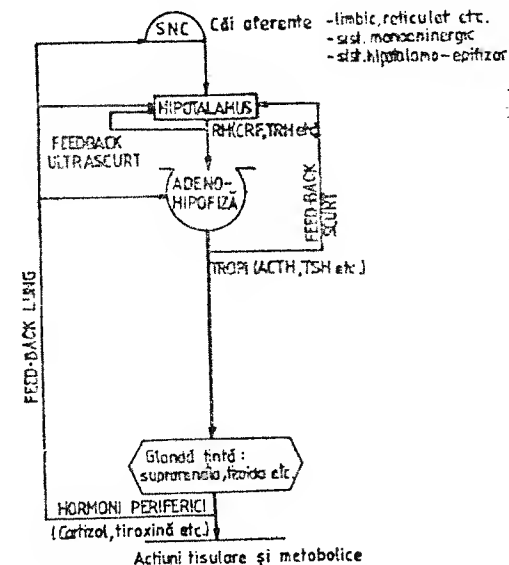 SNC
Căi aferente -limbic, reticulat etc.
-sist. monoaninergic
-sist. hipotalamo-epifizar
HIPOTALAMUS
RH(CRF,TRH etc)
FEEDBACK
ULTRASCURT
ADENO-
HIPOFIZĂ
FEED-BACK
SCURT
TROPI (ACTH,TSH etc.)
FEED-BACK LUNG
Glandă țintă:
suprarenala,tiroida etc.
HORMONI PERIFERICI
(Cortizol, tiroxină etc.)
Acțiuni tisulare și metabolice